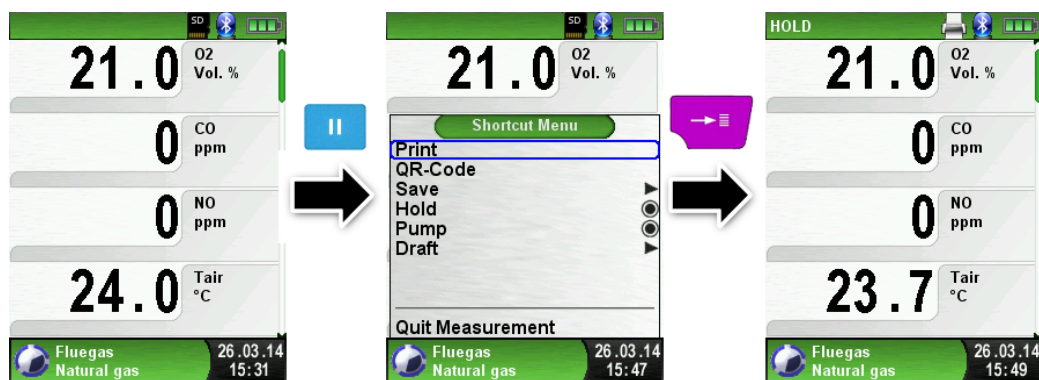 SD
21.0
O2
Vol. %
0
CO
ppm
0
NO
ppm
24.0
Tair
°C
Fluegas
Natural gas
26.03.14
15:31
SD
21.0
O2
Vol. %
Shortcut Menu
Print
QR-Code
Save
Hold
Pump
Draft
Quit Measurement
Fluegas
Natural gas
26.03.14
15:47
HOLD
21.0
O2
Vol. %
0
CO
ppm
0
NO
ppm
23.7
Tair
°C
Fluegas
Natural gas
26.03.14
15:49